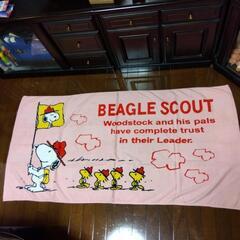 BEAGLE SCOUT
Woodstock and his pals
have complete trust
in their Leader.